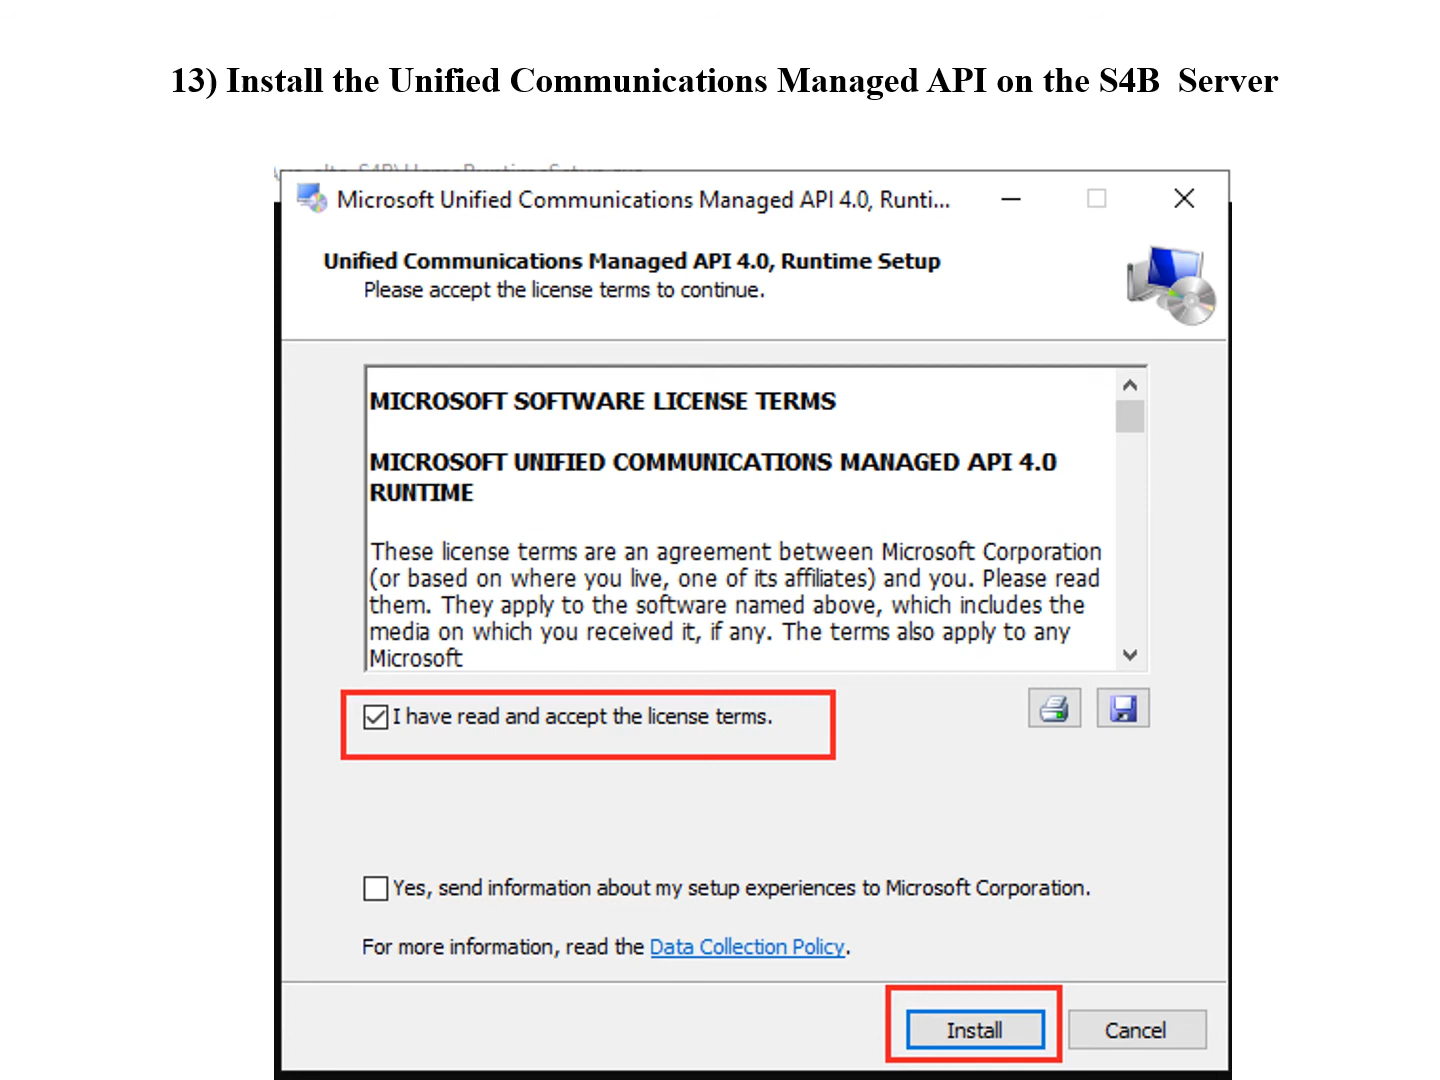 13) Install the Unified Communications Managed API on the S4B Server
Microsoft Unified Communications Managed API 4.0, Runti...
Unified Communications Managed API 4.0, Runtime Setup
Please accept the license terms to continue.
MICROSOFT SOFTWARE LICENSE TERMS
MICROSOFT UNIFIED COMMUNICATIONS MANAGED API 4.0
RUNTIME
These license terms are an agreement between Microsoft Corporation
(or based on where you live, one of its affiliates) and you. Please read
them. They apply to the software named above, which includes the
media on which you received it, if any. The terms also apply to any
Microsoft
I have read and accept the license terms.
Yes, send information about my setup experiences to Microsoft Corporation.
For more information, read the Data Collection Policy.
Install
Cancel